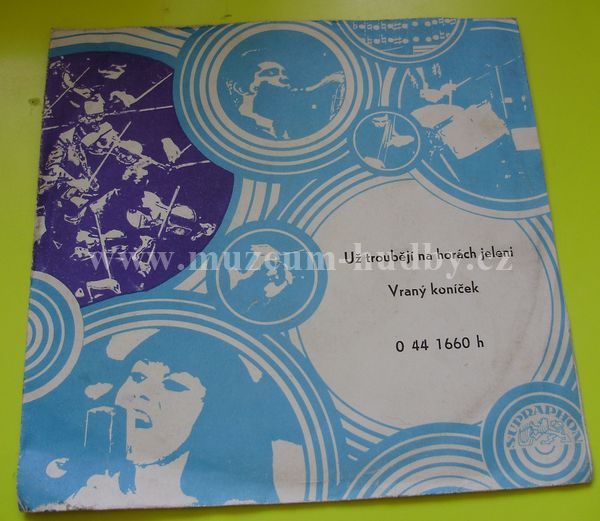 Už troubějí na horách jeleni
www.muzeum-hudby.cz
Vraný koníček
0 44 1660 h
SUPRAPHON